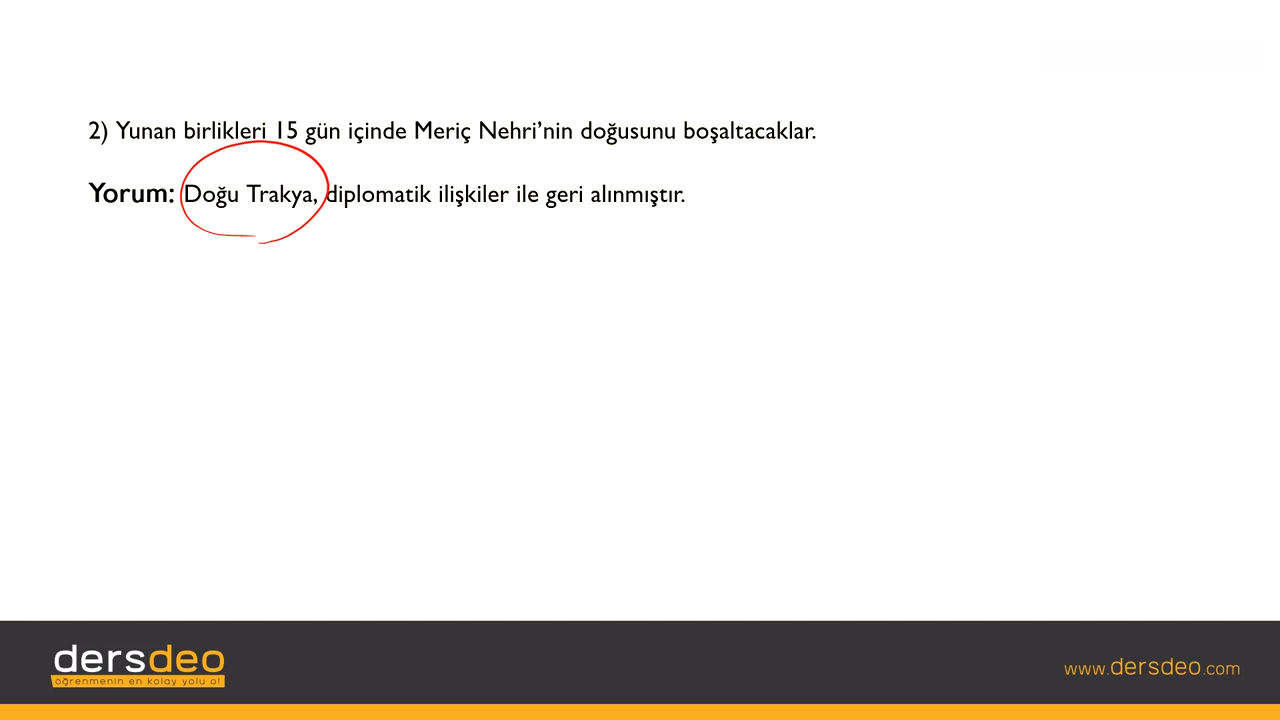 2) Yunan birlikleri 15 gün içinde Meriç Nehri’nin doğusunu boşaltacaklar.
Yorum: Doğu Trakya, diplomatik ilişkiler ile geri alınmıştır.
dersdeo
öğrenmenin en kolay yolu o!
www.dersdeo.com